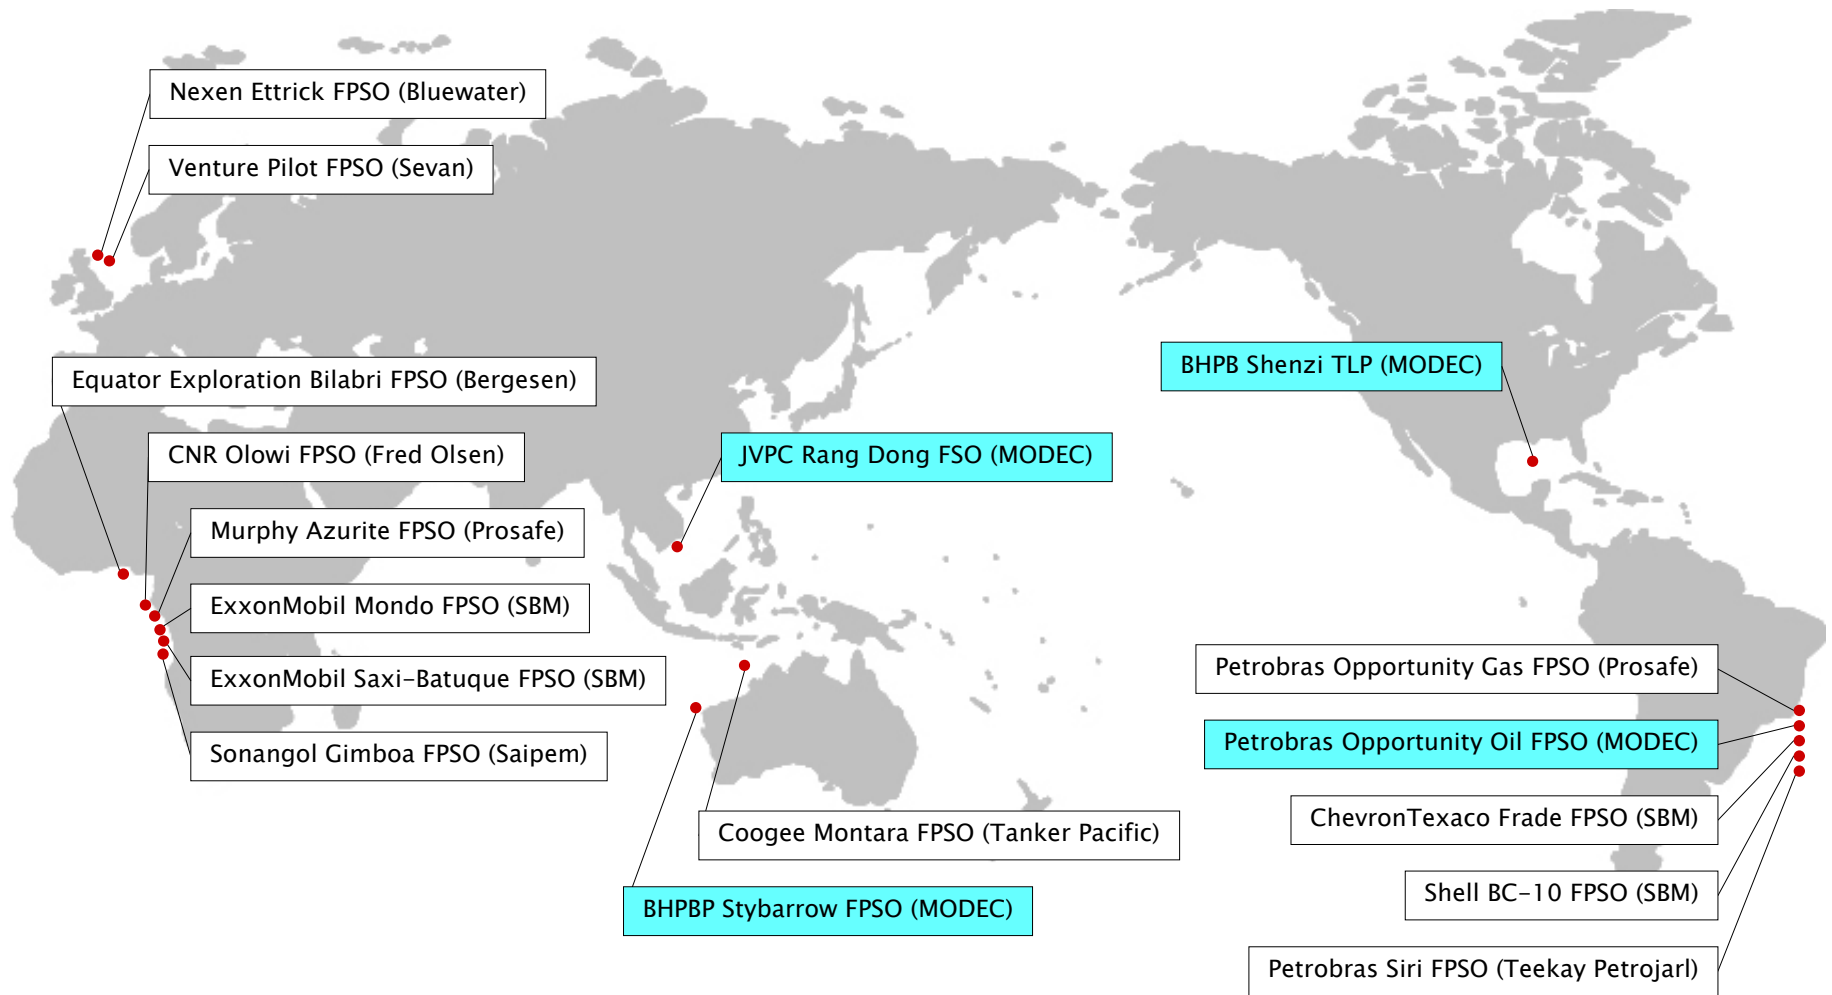 Nexen Ettrick FPSO (Bluewater)
Venture Pilot FPSO (Sevan)
Equator Exploration Bilabri FPSO (Bergesen)
CNR Olowi FPSO (Fred Olsen)
Murphy Azurite FPSO (Prosafe)
ExxonMobil Mondo FPSO (SBM)
ExxonMobil Saxi-Batuque FPSO (SBM)
Sonangol Gimboa FPSO (Saipem)
JVPC Rang Dong FSO (MODEC)
Coogee Montara FPSO (Tanker Pacific)
BHPBP Stybarrow FPSO (MODEC)
BHPB Shenzi TLP (MODEC)
Petrobras Opportunity Gas FPSO (Prosafe)
Petrobras Opportunity Oil FPSO (MODEC)
ChevronTexaco Frade FPSO (SBM)
Shell BC-10 FPSO (SBM)
Petrobras Siri FPSO (Teekay Petrojarl)